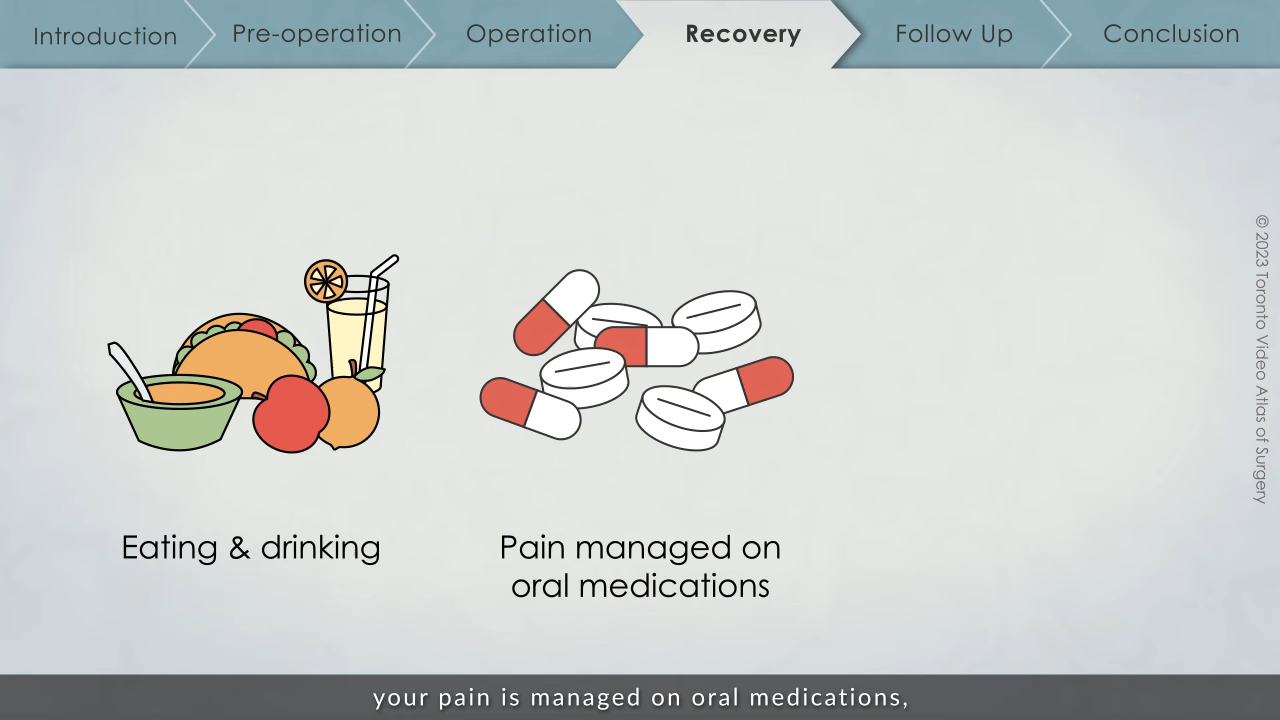 Introduction
Pre-operation
Operation
Recovery
Follow Up
Conclusion
Eating & drinking
Pain managed on
oral medications
© 2023 Toronto Video Atlas of Surgery
your pain is managed on oral medications,